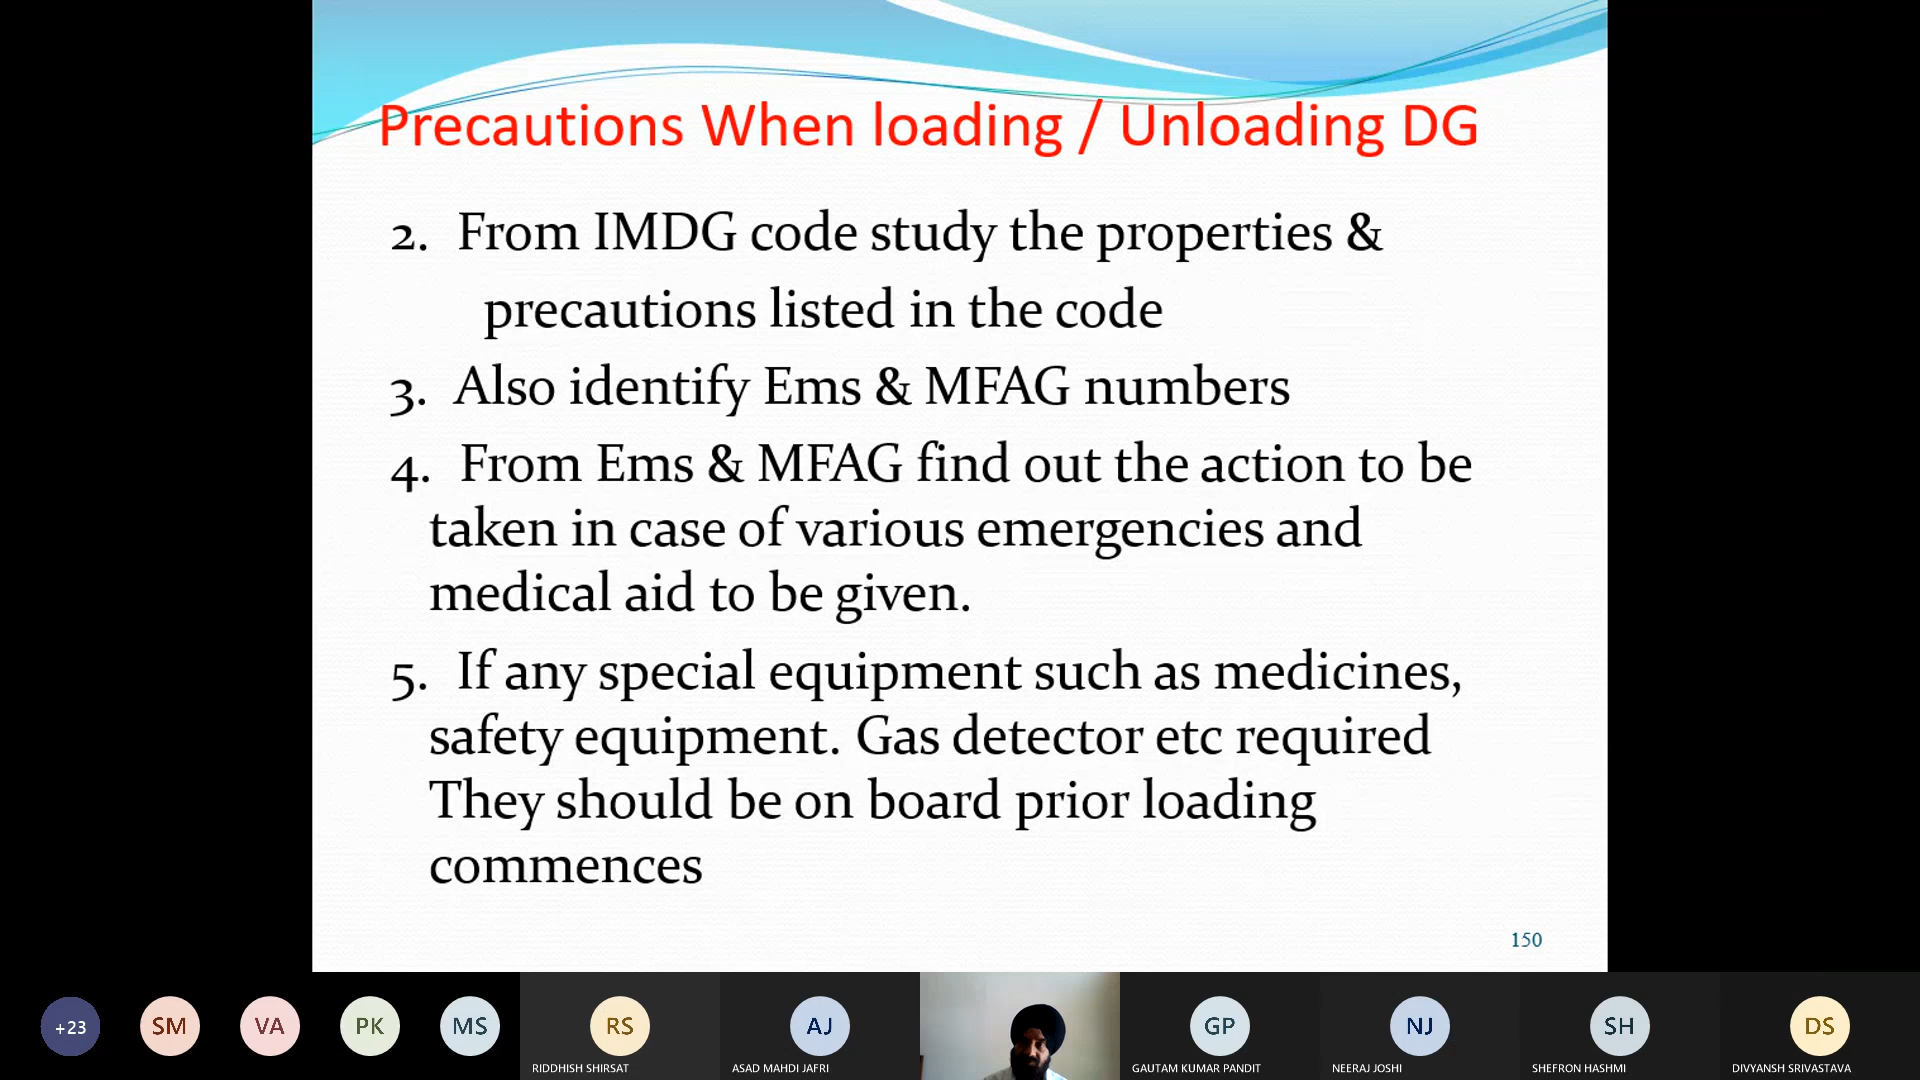 Precautions When loading / Unloading DG
2. From IMDG code study the properties &
precautions listed in the code
3. Also identify Ems & MFAG numbers
4. From Ems & MFAG find out the action to be
taken in case of various emergencies and
medical aid to be given.
5. If any special equipment such as medicines,
safety equipment. Gas detector etc required
They should be on board prior loading
commences
150
+23 SM VA PK MS RS AJ GP NJ SH DS
RIDDHISH SHIRSAT ASAD MAHDI JAFRI GAUTAM KUMAR PANDIT NEERAJ JOSHI SHEFRON HASHMI DIVYANSH SRIVASTAVA